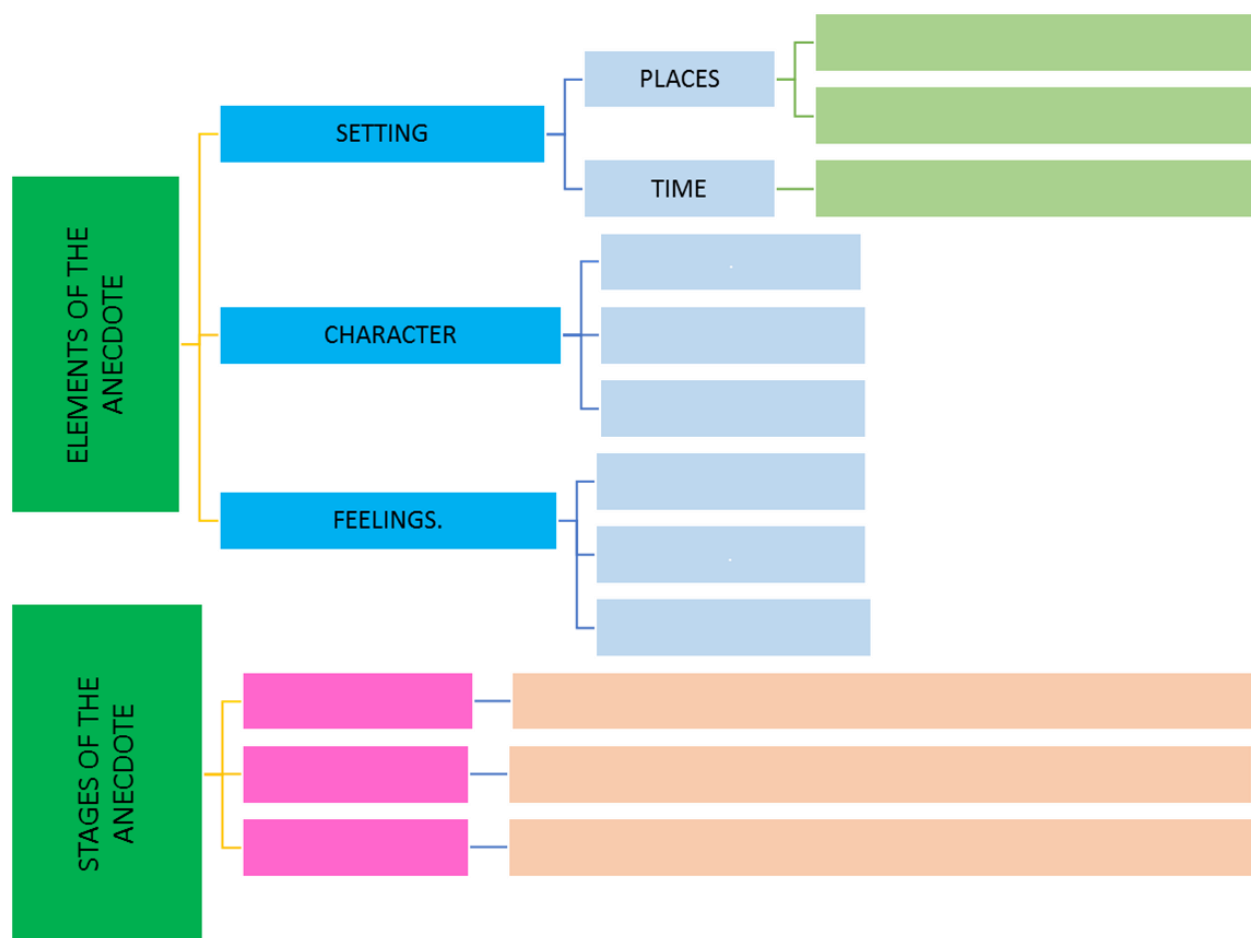 ELEMENTS OF THE
ANECDOTE
SETTING
PLACES
TIME
CHARACTER
FEELINGS.
STAGES OF THE
ANECDOTE